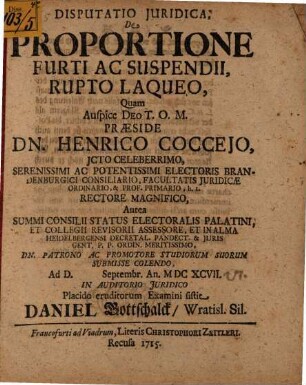 Diss.
103/5
DISPUTATIO JURIDICA,
De
PROPORTIONE
FURTI AC SUSPENDII,
RUPTO LAQUEO,
Quam
Auspice DEO T. O. M.
PRÆSIDE
DN. HENRICO COCCEJO,
JCTO CELEBERRIMO,
SERENISSIMI AC POTENTISSIMI ELECTORIS BRAN-
DENBURGICI CONSILIARIO, FACULTATIS JURIDICÆ
ORDINARIO, & PROF. PRIMARIO, h. t.
RECTORE MAGNIFICO,
Antea
SUMMI CONSILII STATUS ELECTORALIS PALATINI,
ET COLLEGII REVISORII ASSESSORE, ET IN ALMA
HEIDELBERGENSI DECRETAL. PANDECT. & JURIS
GENT. P. P. ORDIN. MERITISSIMO,
DN. PATRONO AC PROMOTORE STUDIORUM SUORUM
SUBMISSE COLENDO,
Ad D. Septembr. An. MDCXCVII.
IN AUDITORIO JURIDICO
Placido eruditorum Examini sistit
DANIEL Gottschalck / Wratisl. Sil.
Francofurti ad Viadrum, Literis CHRISTOPHORI ZEITLERI.
Recusa 1715.